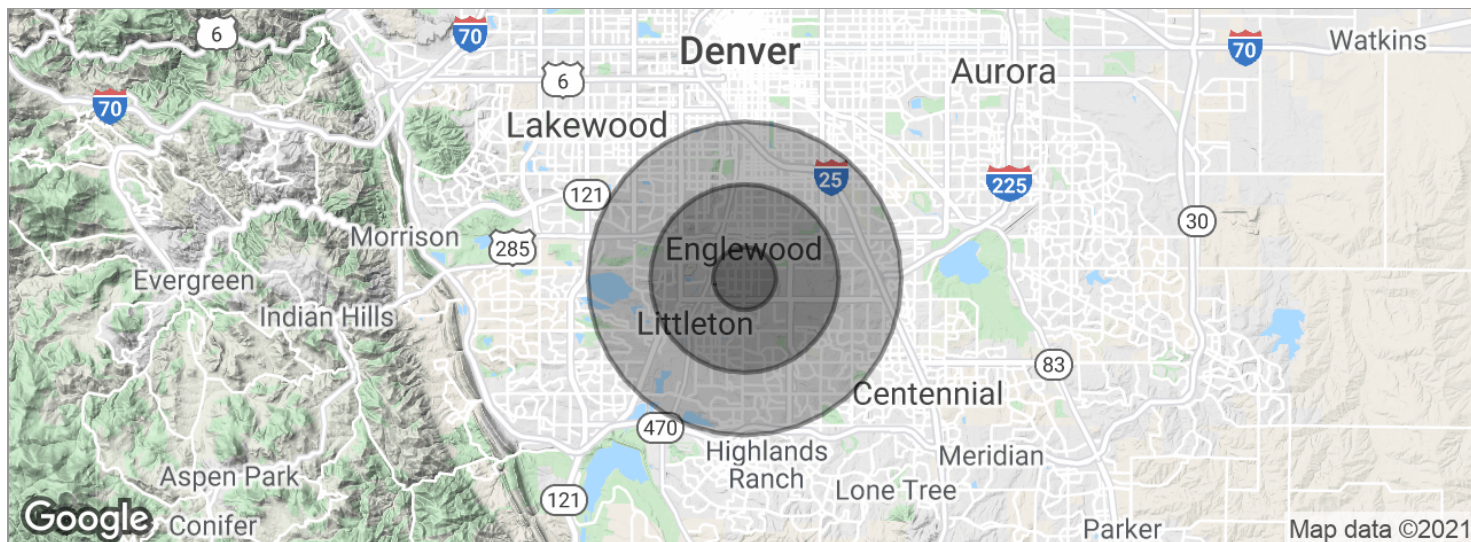 6
70
Denver
70
Watkins
6
Aurora
70
Lakewood
25
225
121
30
Morrison
285
Englewood
Evergreen
Indian Hills
Littleton
83
Centennial
470
Highlands
Ranch
Meridian
Aspen Park
Lone Tree
121
Google
Conifer
Parker
Map data ©2021